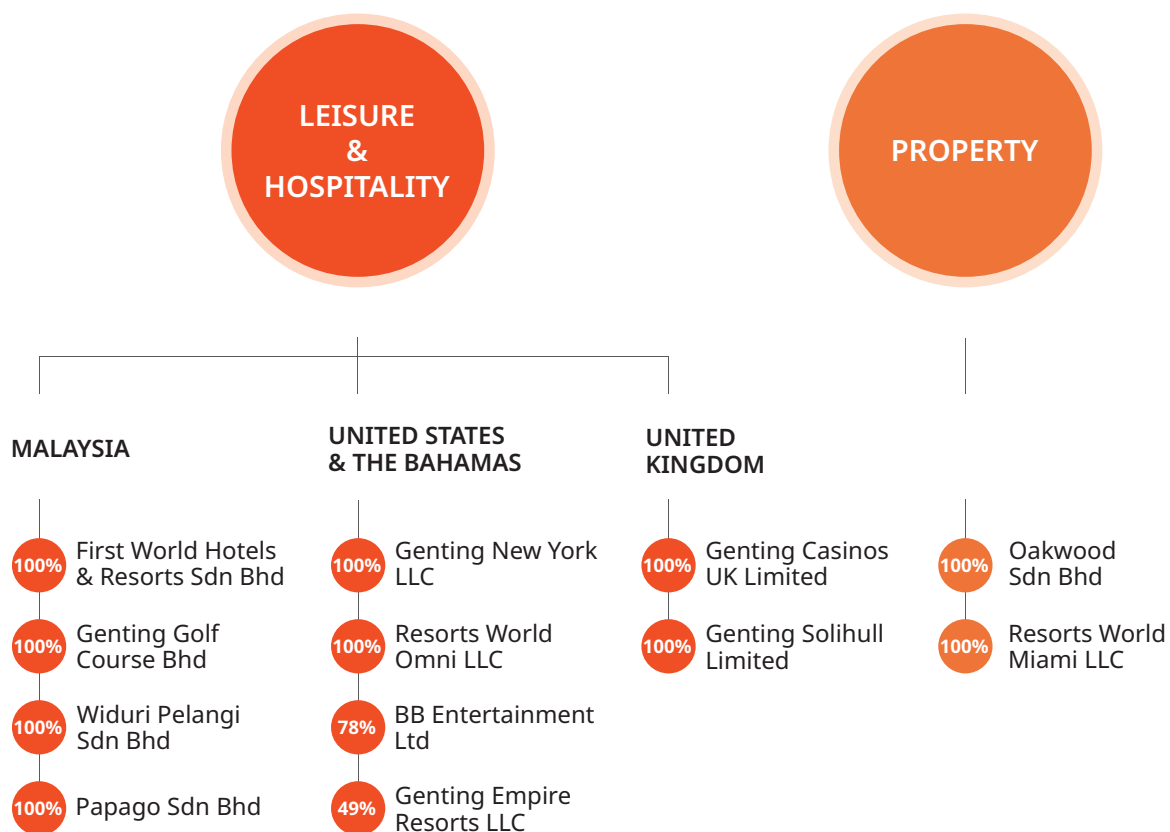 LEISURE
&
HOSPITALITY
PROPERTY
MALAYSIA
100%
First World Hotels
& Resorts Sdn Bhd
100%
Genting Golf
Course Bhd
100%
Widuri Pelangi
Sdn Bhd
100%
Papago Sdn Bhd
UNITED STATES
& THE BAHAMAS
100%
Genting New York
LLC
100%
Resorts World
Omni LLC
78%
BB Entertainment
Ltd
49%
Genting Empire
Resorts LLC
UNITED
KINGDOM
100%
Genting Casinos
UK Limited
100%
Genting Solihull
Limited
100%
Oakwood
Sdn Bhd
100%
Resorts World
Miami LLC